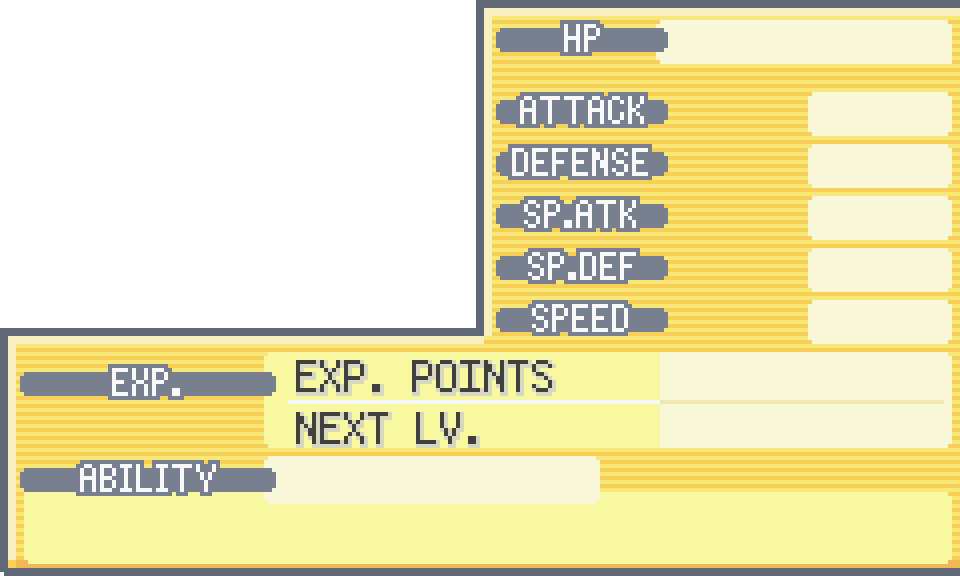 HP
ATTACK
DEFENSE
SP.ATK
SP.DEF
SPEED
EXP.
EXP. POINTS
NEXT LV.
ABILITY